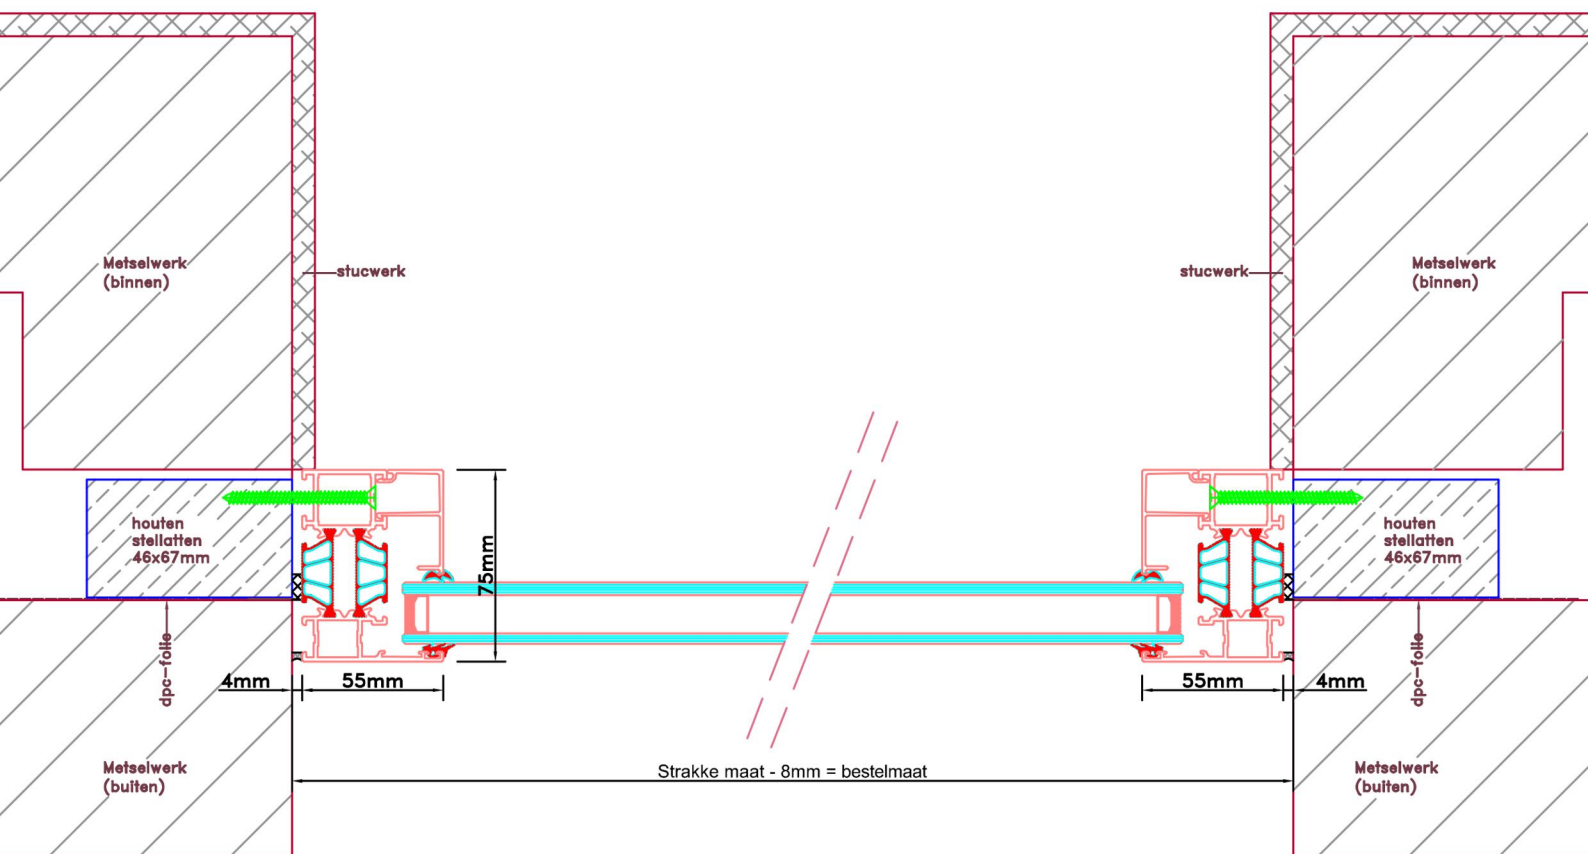 Metselwerk
(binnen)
stucwerk
stucwerk
Metselwerk
(binnen)
houten
stellatten
46x67mm
75mm
houten
stellatten
46x67mm
dpc-folie
dpc-folie
4mm
55mm
55mm
4mm
Strakke maat - 8mm = bestelmaat
Metselwerk
(buiten)
Metselwerk
(buiten)